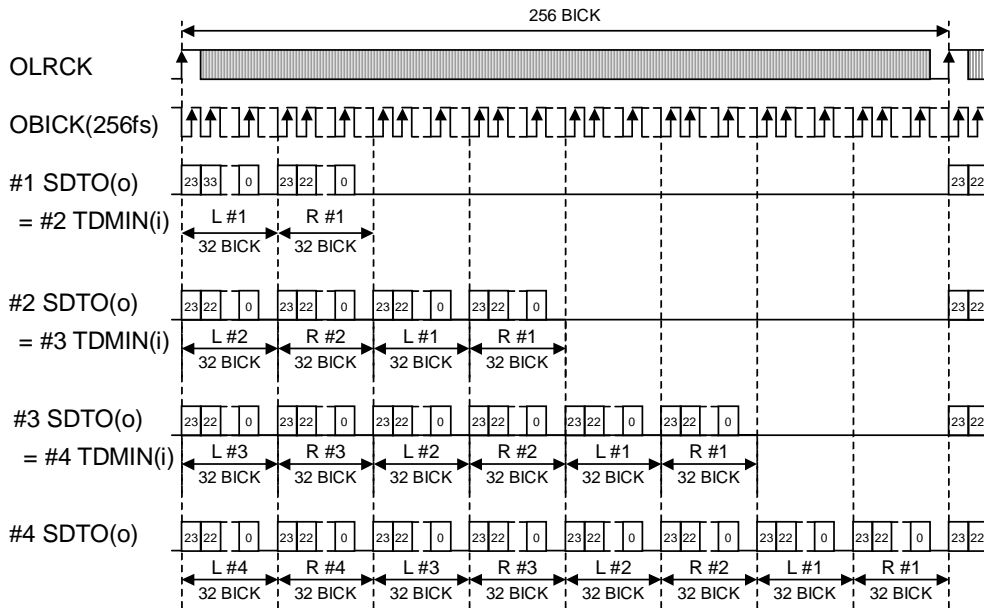 256 BICK
OLRCK
OBICK(256fs)
#1 SDTO(o)
23 33 0 23 22 0 23 22
= #2 TDMIN(i)
L #1 R #1
32 BICK 32 BICK
#2 SDTO(o)
23 22 0 23 22 0 23 22 0 23 22 0 23 22
= #3 TDMIN(i)
L #2 R #2 L #1 R #1
32 BICK 32 BICK 32 BICK 32 BICK
#3 SDTO(o)
23 22 0 23 22 0 23 22 0 23 22 0 23 22 0 23 22 0 23 22
= #4 TDMIN(i)
L #3 R #3 L #2 R #2 L #1 R #1
32 BICK 32 BICK 32 BICK 32 BICK 32 BICK 32 BICK
#4 SDTO(o)
23 22 0 23 22 0 23 22 0 23 22 0 23 22 0 23 22 0 23 22 0 23 22 0 23 22
L #4 R #4 L #3 R #3 L #2 R #2 L #1 R #1
32 BICK 32 BICK 32 BICK 32 BICK 32 BICK 32 BICK 32 BICK 32 BICK